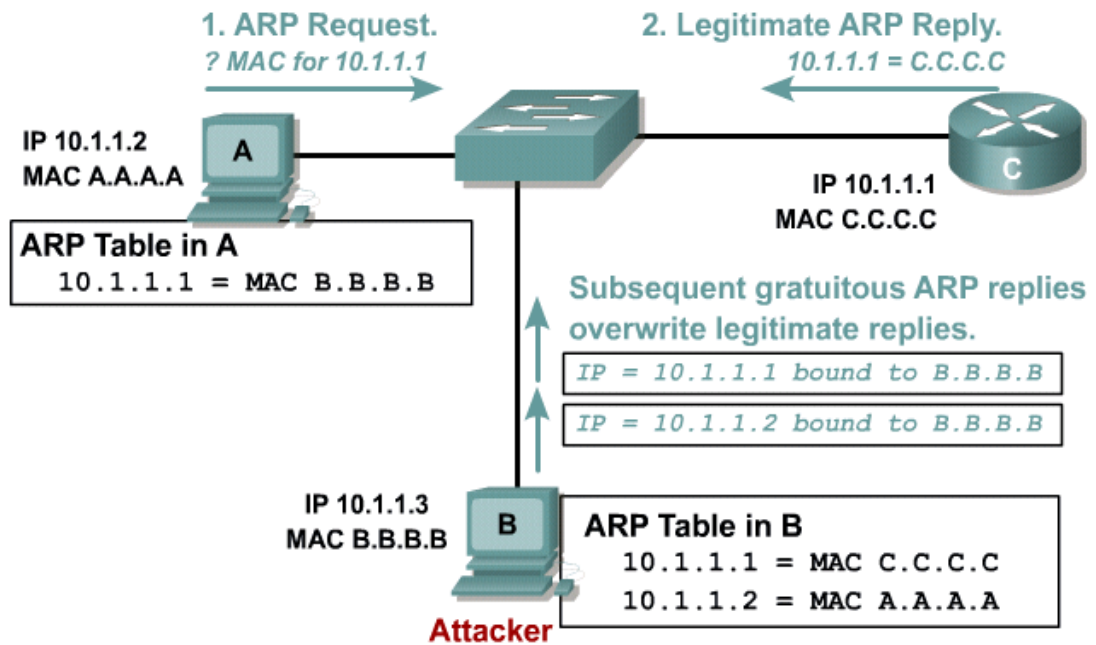 1. ARP Request.
? MAC for 10.1.1.1
2. Legitimate ARP Reply.
10.1.1.1 = C.C.C.C
IP 10.1.1.2
MAC A.A.A.A
A
C
IP 10.1.1.1
MAC C.C.C.C
ARP Table in A
10.1.1.1 = MAC B.B.B.B
Subsequent gratuitous ARP replies
overwrite legitimate replies.
IP = 10.1.1.1 bound to B.B.B.B
IP = 10.1.1.2 bound to B.B.B.B
IP 10.1.1.3
MAC B.B.B.B
B
ARP Table in B
10.1.1.1 = MAC C.C.C.C
10.1.1.2 = MAC A.A.A.A
Attacker